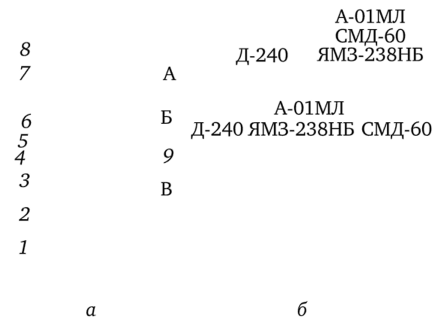 А-01МЛ
СМД-60
Д-240 ЯМЗ-238НБ
8
7 А
А-01МЛ
6 Б
Д-240 ЯМЗ-238НБ СМД-60
5
4 9
3 В
2
1
а б